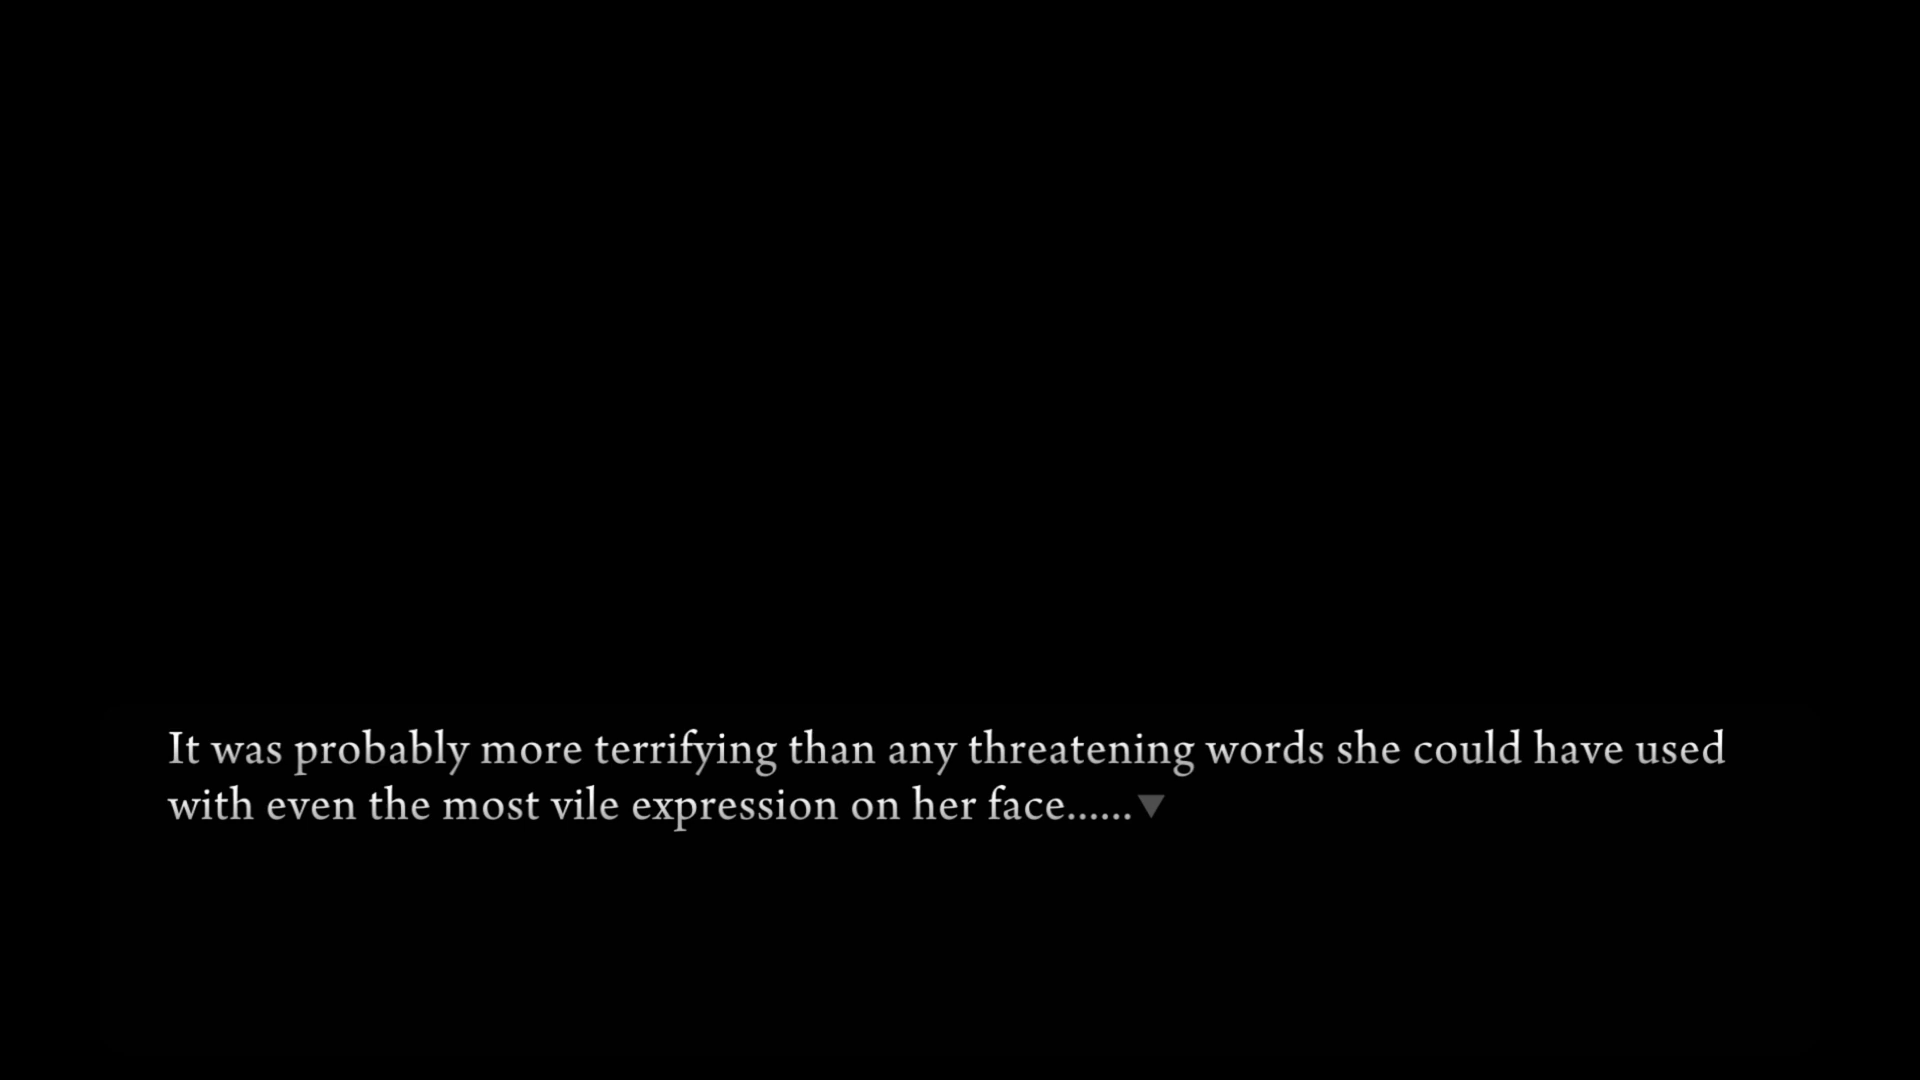 It was probably more terrifying than any threatening words she could have used
with even the most vile expression on her face......